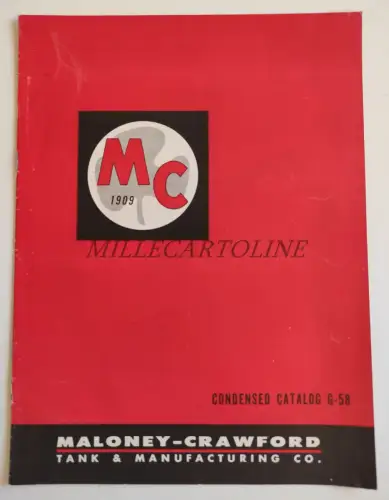 MC
1909
MILLECARTOLINE
CONDENSED CATALOG G-58
MALONEY-CRAWFORD
TANK & MANUFACTURING CO.